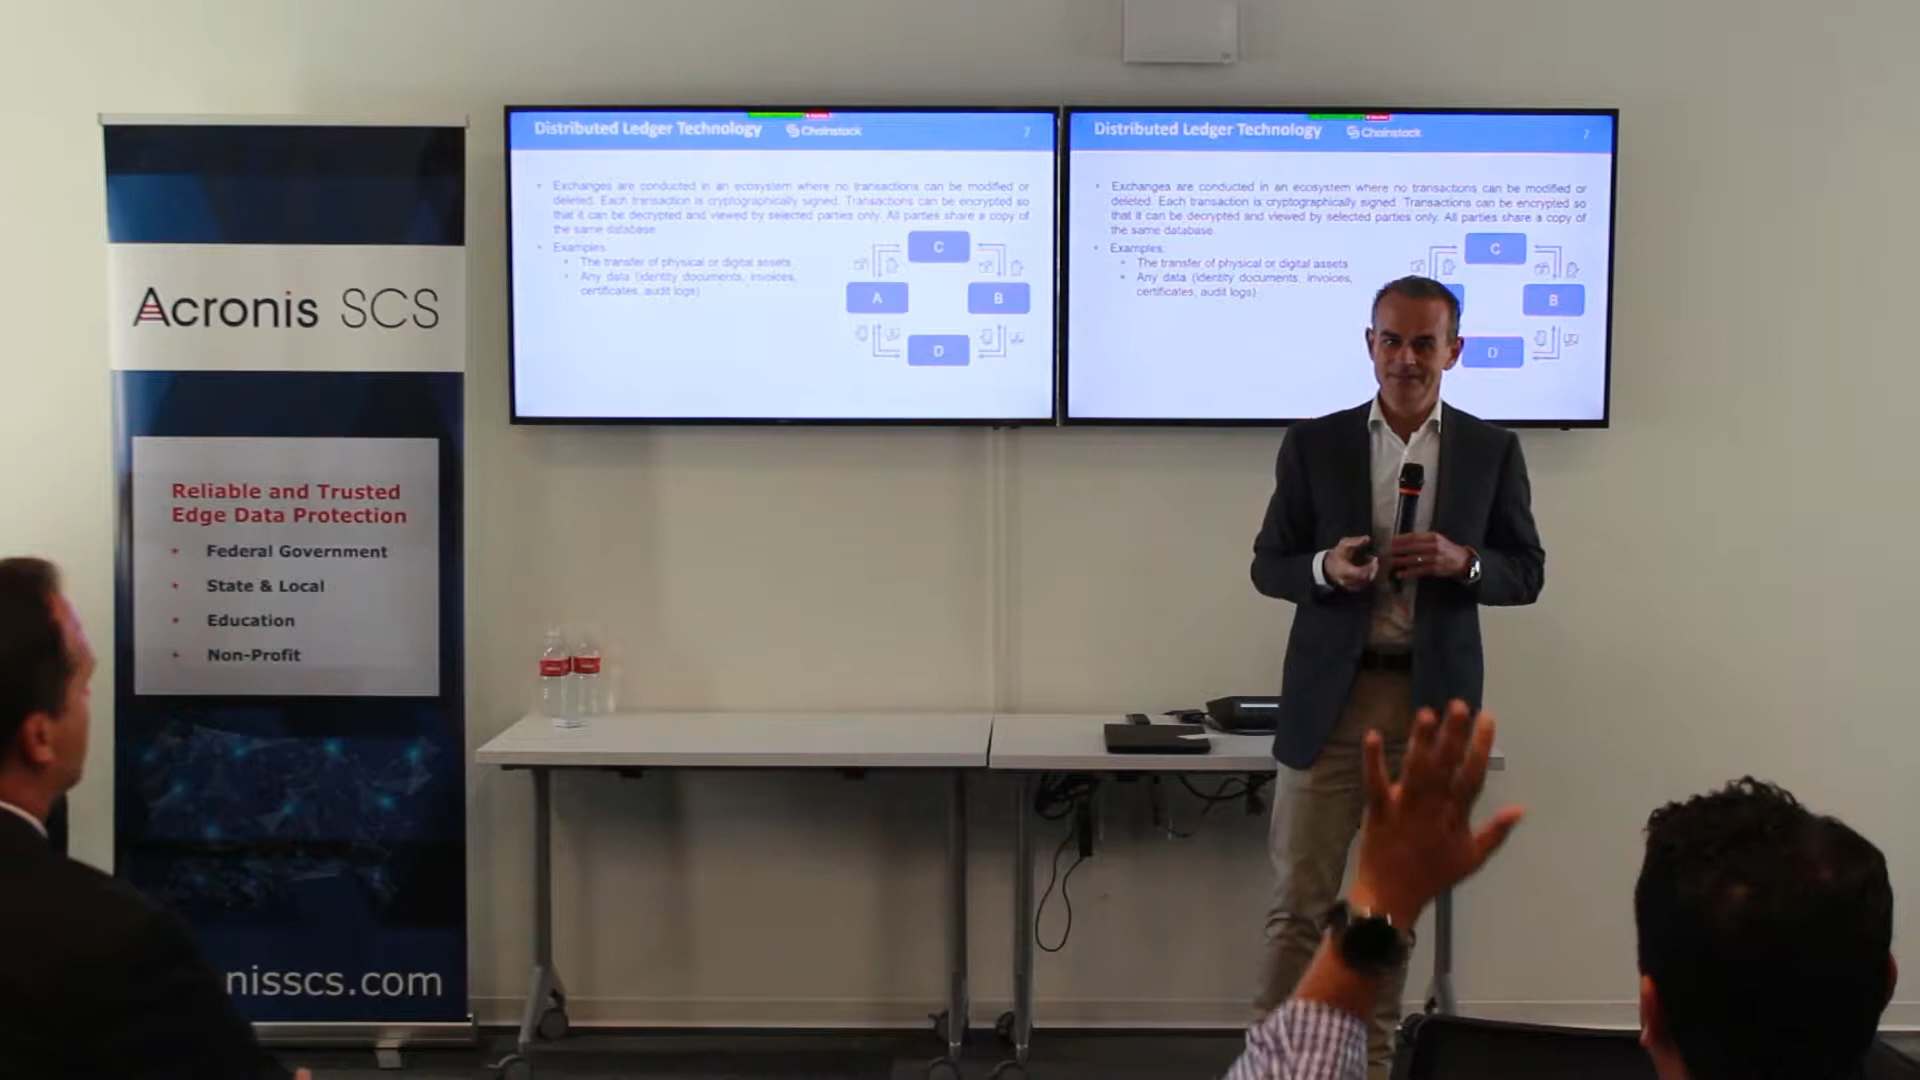 Acronis SCS
Reliable and Trusted
Edge Data Protection
• Federal Government
• State & Local
• Education
• Non-Profit
nisscs.com
Distributed Ledger Technology Chainstack 7
• Exchanges are conducted in an ecosystem where no transactions can be modified or
deleted. Each transaction is cryptographically signed. Transactions can be encrypted so
that it can be decrypted and viewed by selected parties only. All parties share a copy of
the same database.
• Examples:
• The transfer of physical or digital assets
• Any data (identity documents, invoices,
certificates, audit logs)
C
A
B
D
Distributed Ledger Technology Chainstack 7
• Exchanges are conducted in an ecosystem where no transactions can be modified or
deleted. Each transaction is cryptographically signed. Transactions can be encrypted so
that it can be decrypted and viewed by selected parties only. All parties share a copy of
the same database.
• Examples:
• The transfer of physical or digital assets
• Any data (identity documents, invoices,
certificates, audit logs)
C
B
D